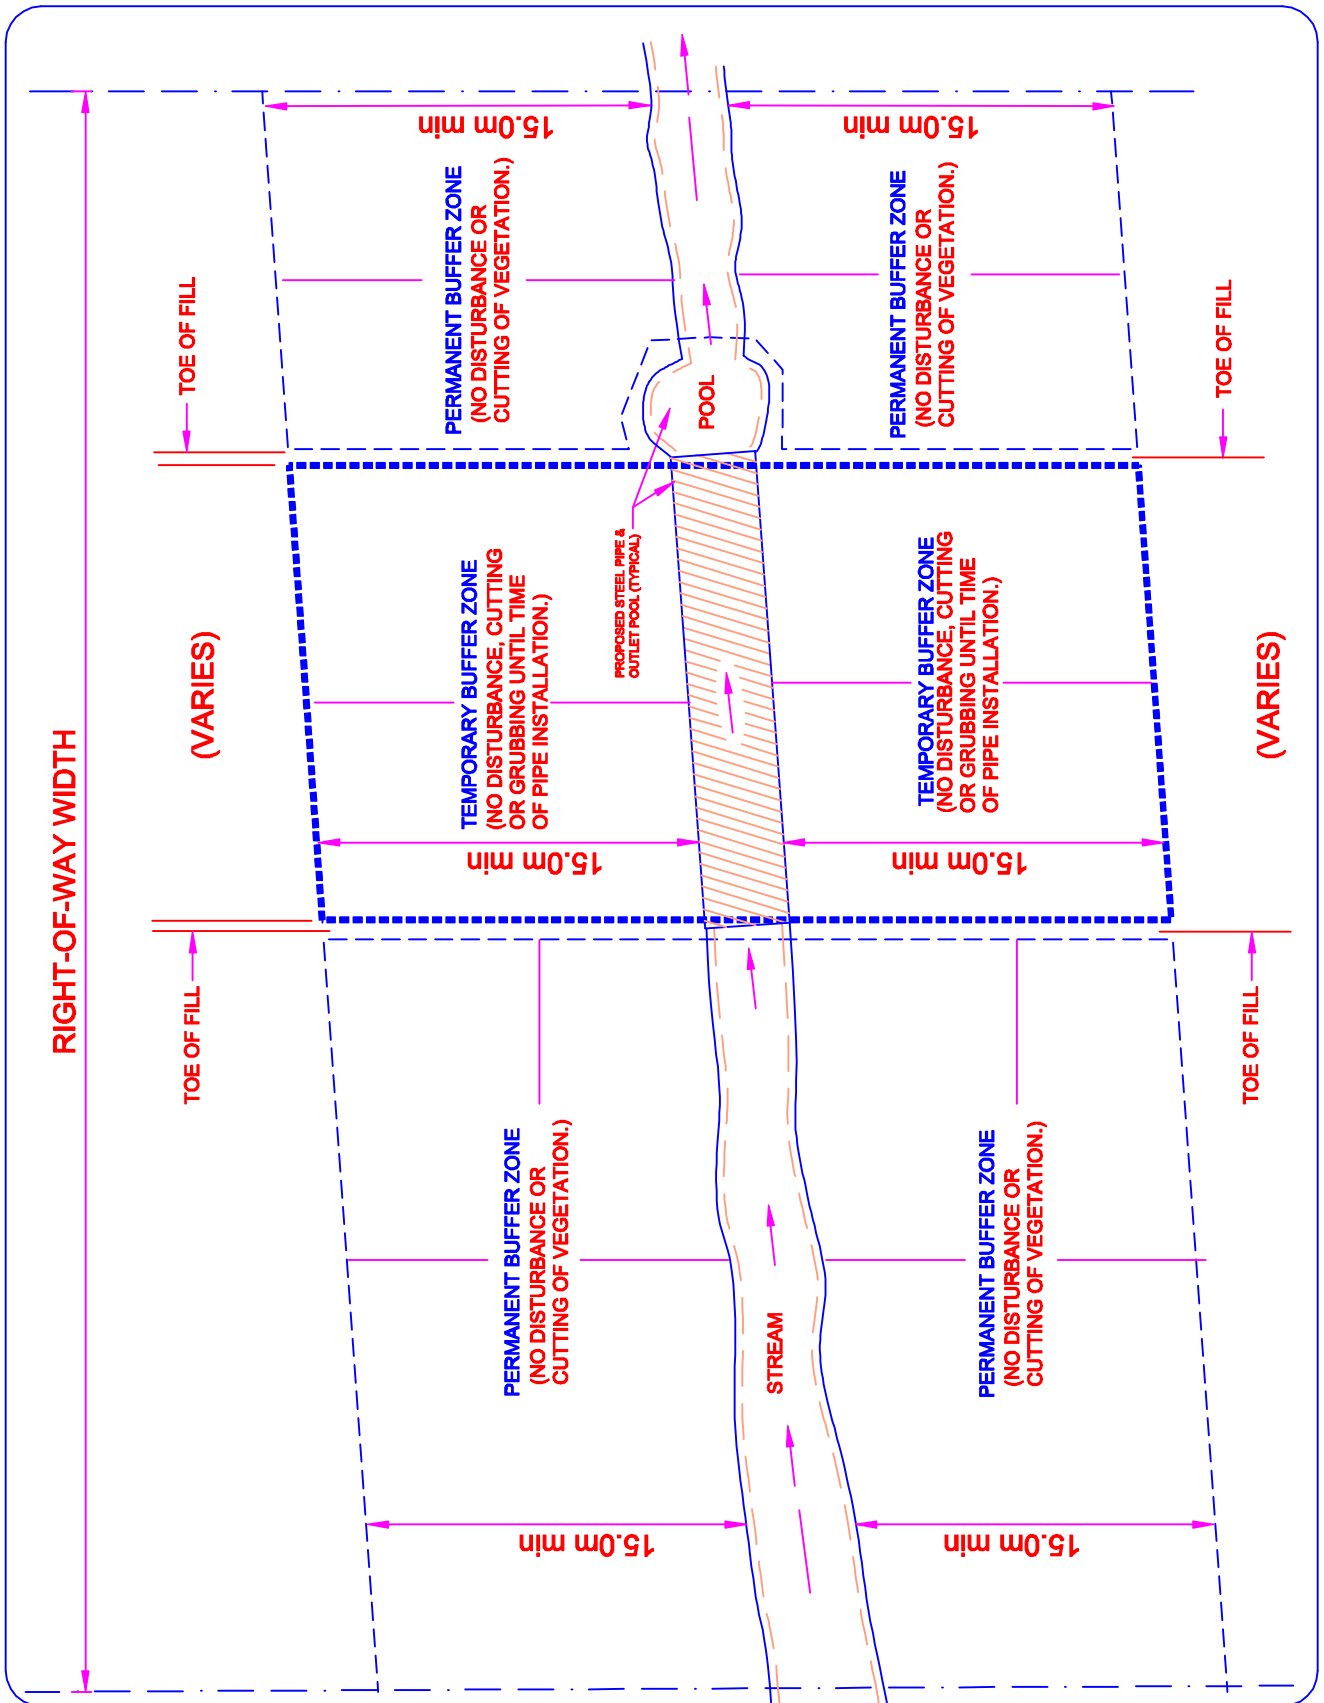 RIGHT-OF-WAY WIDTH
(VARIES)
TOE OF FILL
TOE OF FILL
15.0m min
PERMANENT BUFFER ZONE
(NO DISTURBANCE OR
CUTTING OF VEGETATION.)
15.0m min
PERMANENT BUFFER ZONE
(NO DISTURBANCE OR
CUTTING OF VEGETATION.)
TOE OF FILL
POOL
PROPOSED STEEL PIPE &
OUTLET POOL (TYPICAL)
TEMPORARY BUFFER ZONE
(NO DISTURBANCE, CUTTING
OR GRUBBING UNTIL TIME
OF PIPE INSTALLATION.)
15.0m min
TEMPORARY BUFFER ZONE
(NO DISTURBANCE, CUTTING
OR GRUBBING UNTIL TIME
OF PIPE INSTALLATION.)
15.0m min
(VARIES)
TOE OF FILL
PERMANENT BUFFER ZONE
(NO DISTURBANCE OR
CUTTING OF VEGETATION.)
15.0m min
STREAM
PERMANENT BUFFER ZONE
(NO DISTURBANCE OR
CUTTING OF VEGETATION.)
15.0m min